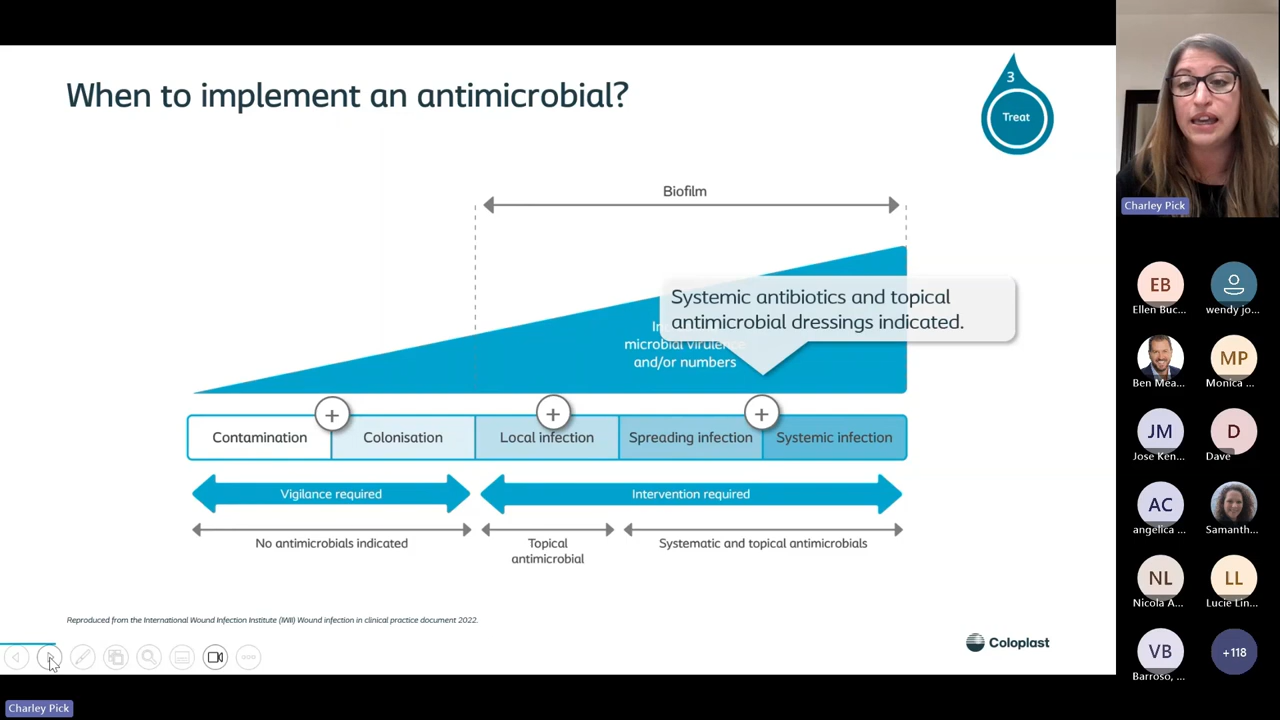 When to implement an antimicrobial?
3
Treat
Biofilm
Systemic antibiotics and topical
antimicrobial dressings indicated.
microbial virulence
and/or numbers
Contamination
Colonisation
Local infection
Spreading infection
Systemic infection
Vigilance required
Intervention required
No antimicrobials indicated
Topical
antimicrobial
Systematic and topical antimicrobials
Reproduced from the International Wound Infection Institute (IWII) Wound infection in clinical practice document 2022.
Coloplast
Charley Pick
Charley Pick
EB
Ellen Buc...
wendy jo...
Ben Mea...
MP
Monica ...
JM
Jose Ken...
D
Dave
AC
angelica ...
Samanth...
NL
Nicola A...
LL
Lucie Lin...
VB
Barroso, ...
+118